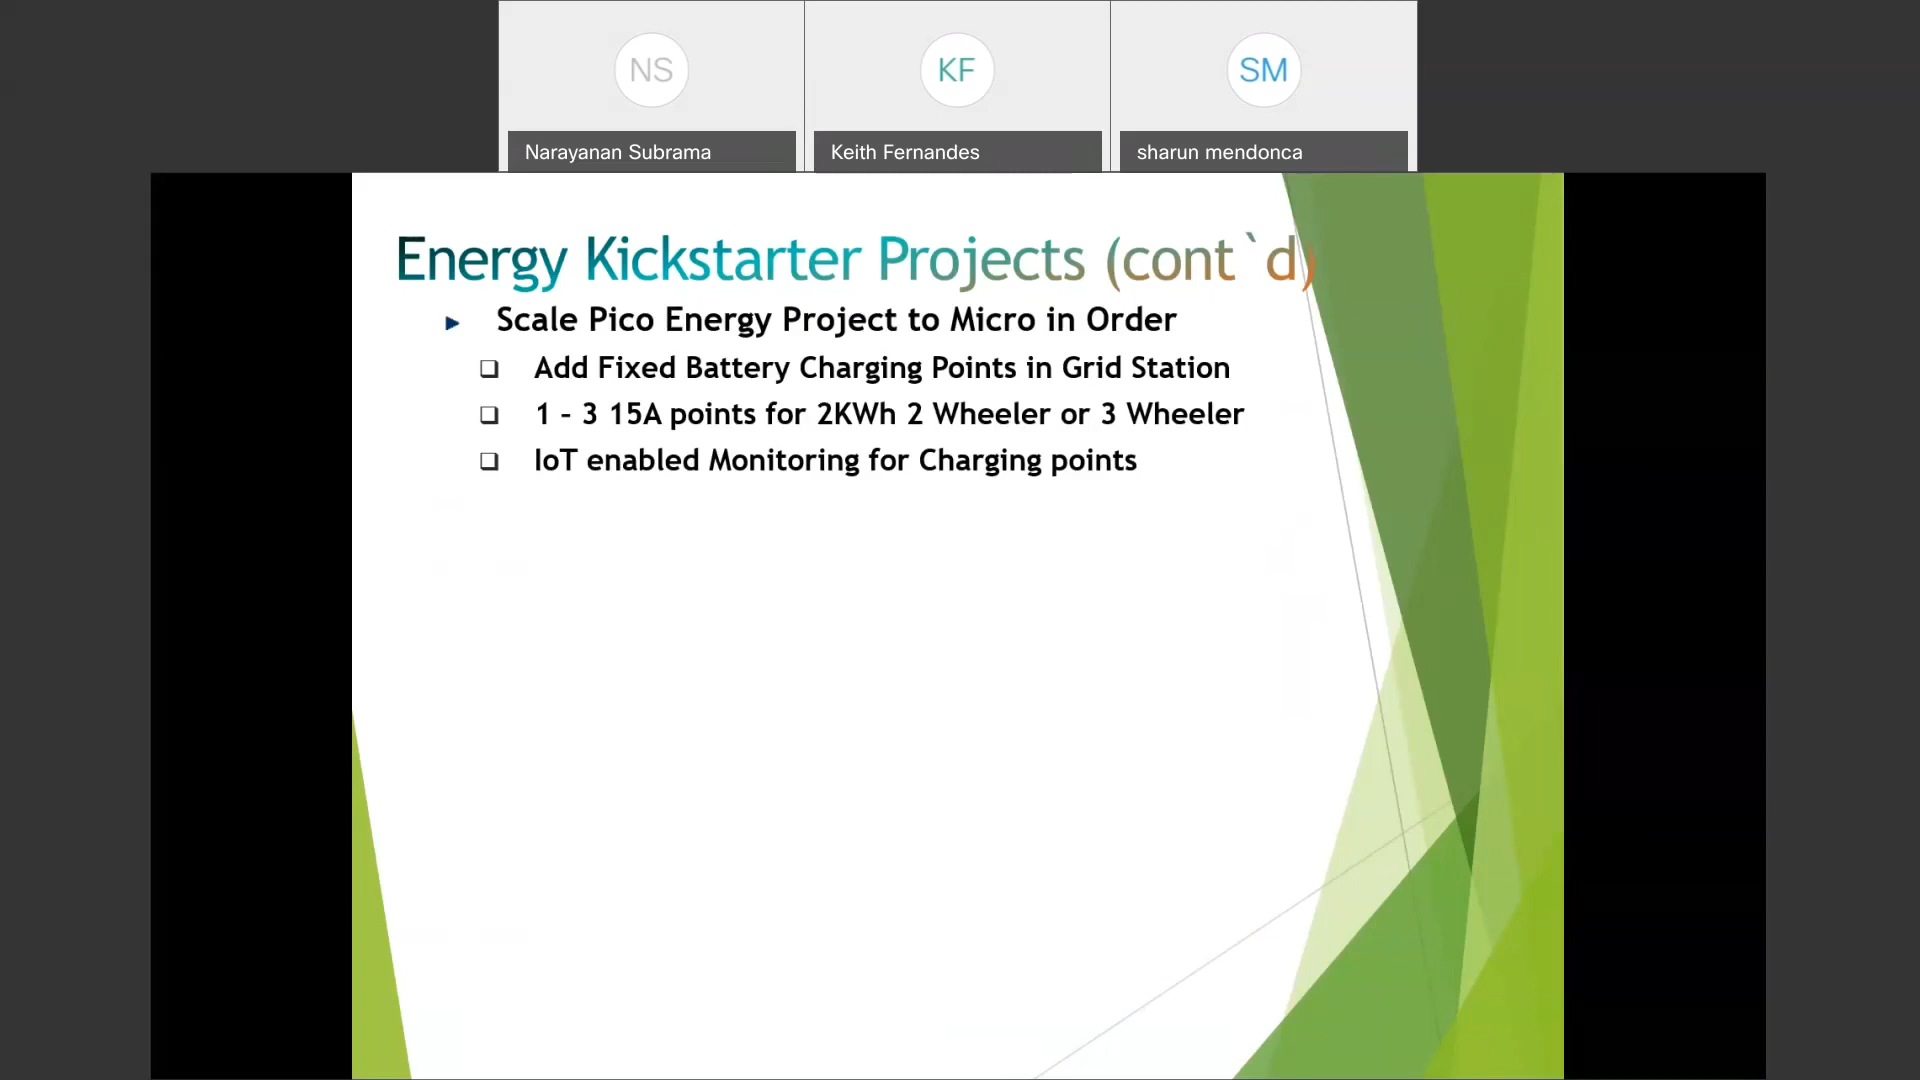 NS
KF
SM
Narayanan Subrama
Keith Fernandes
sharun mendonca
Energy Kickstarter Projects (cont`d)
Scale Pico Energy Project to Micro in Order
Add Fixed Battery Charging Points in Grid Station
1 – 3 15A points for 2KWh 2 Wheeler or 3 Wheeler
IoT enabled Monitoring for Charging points